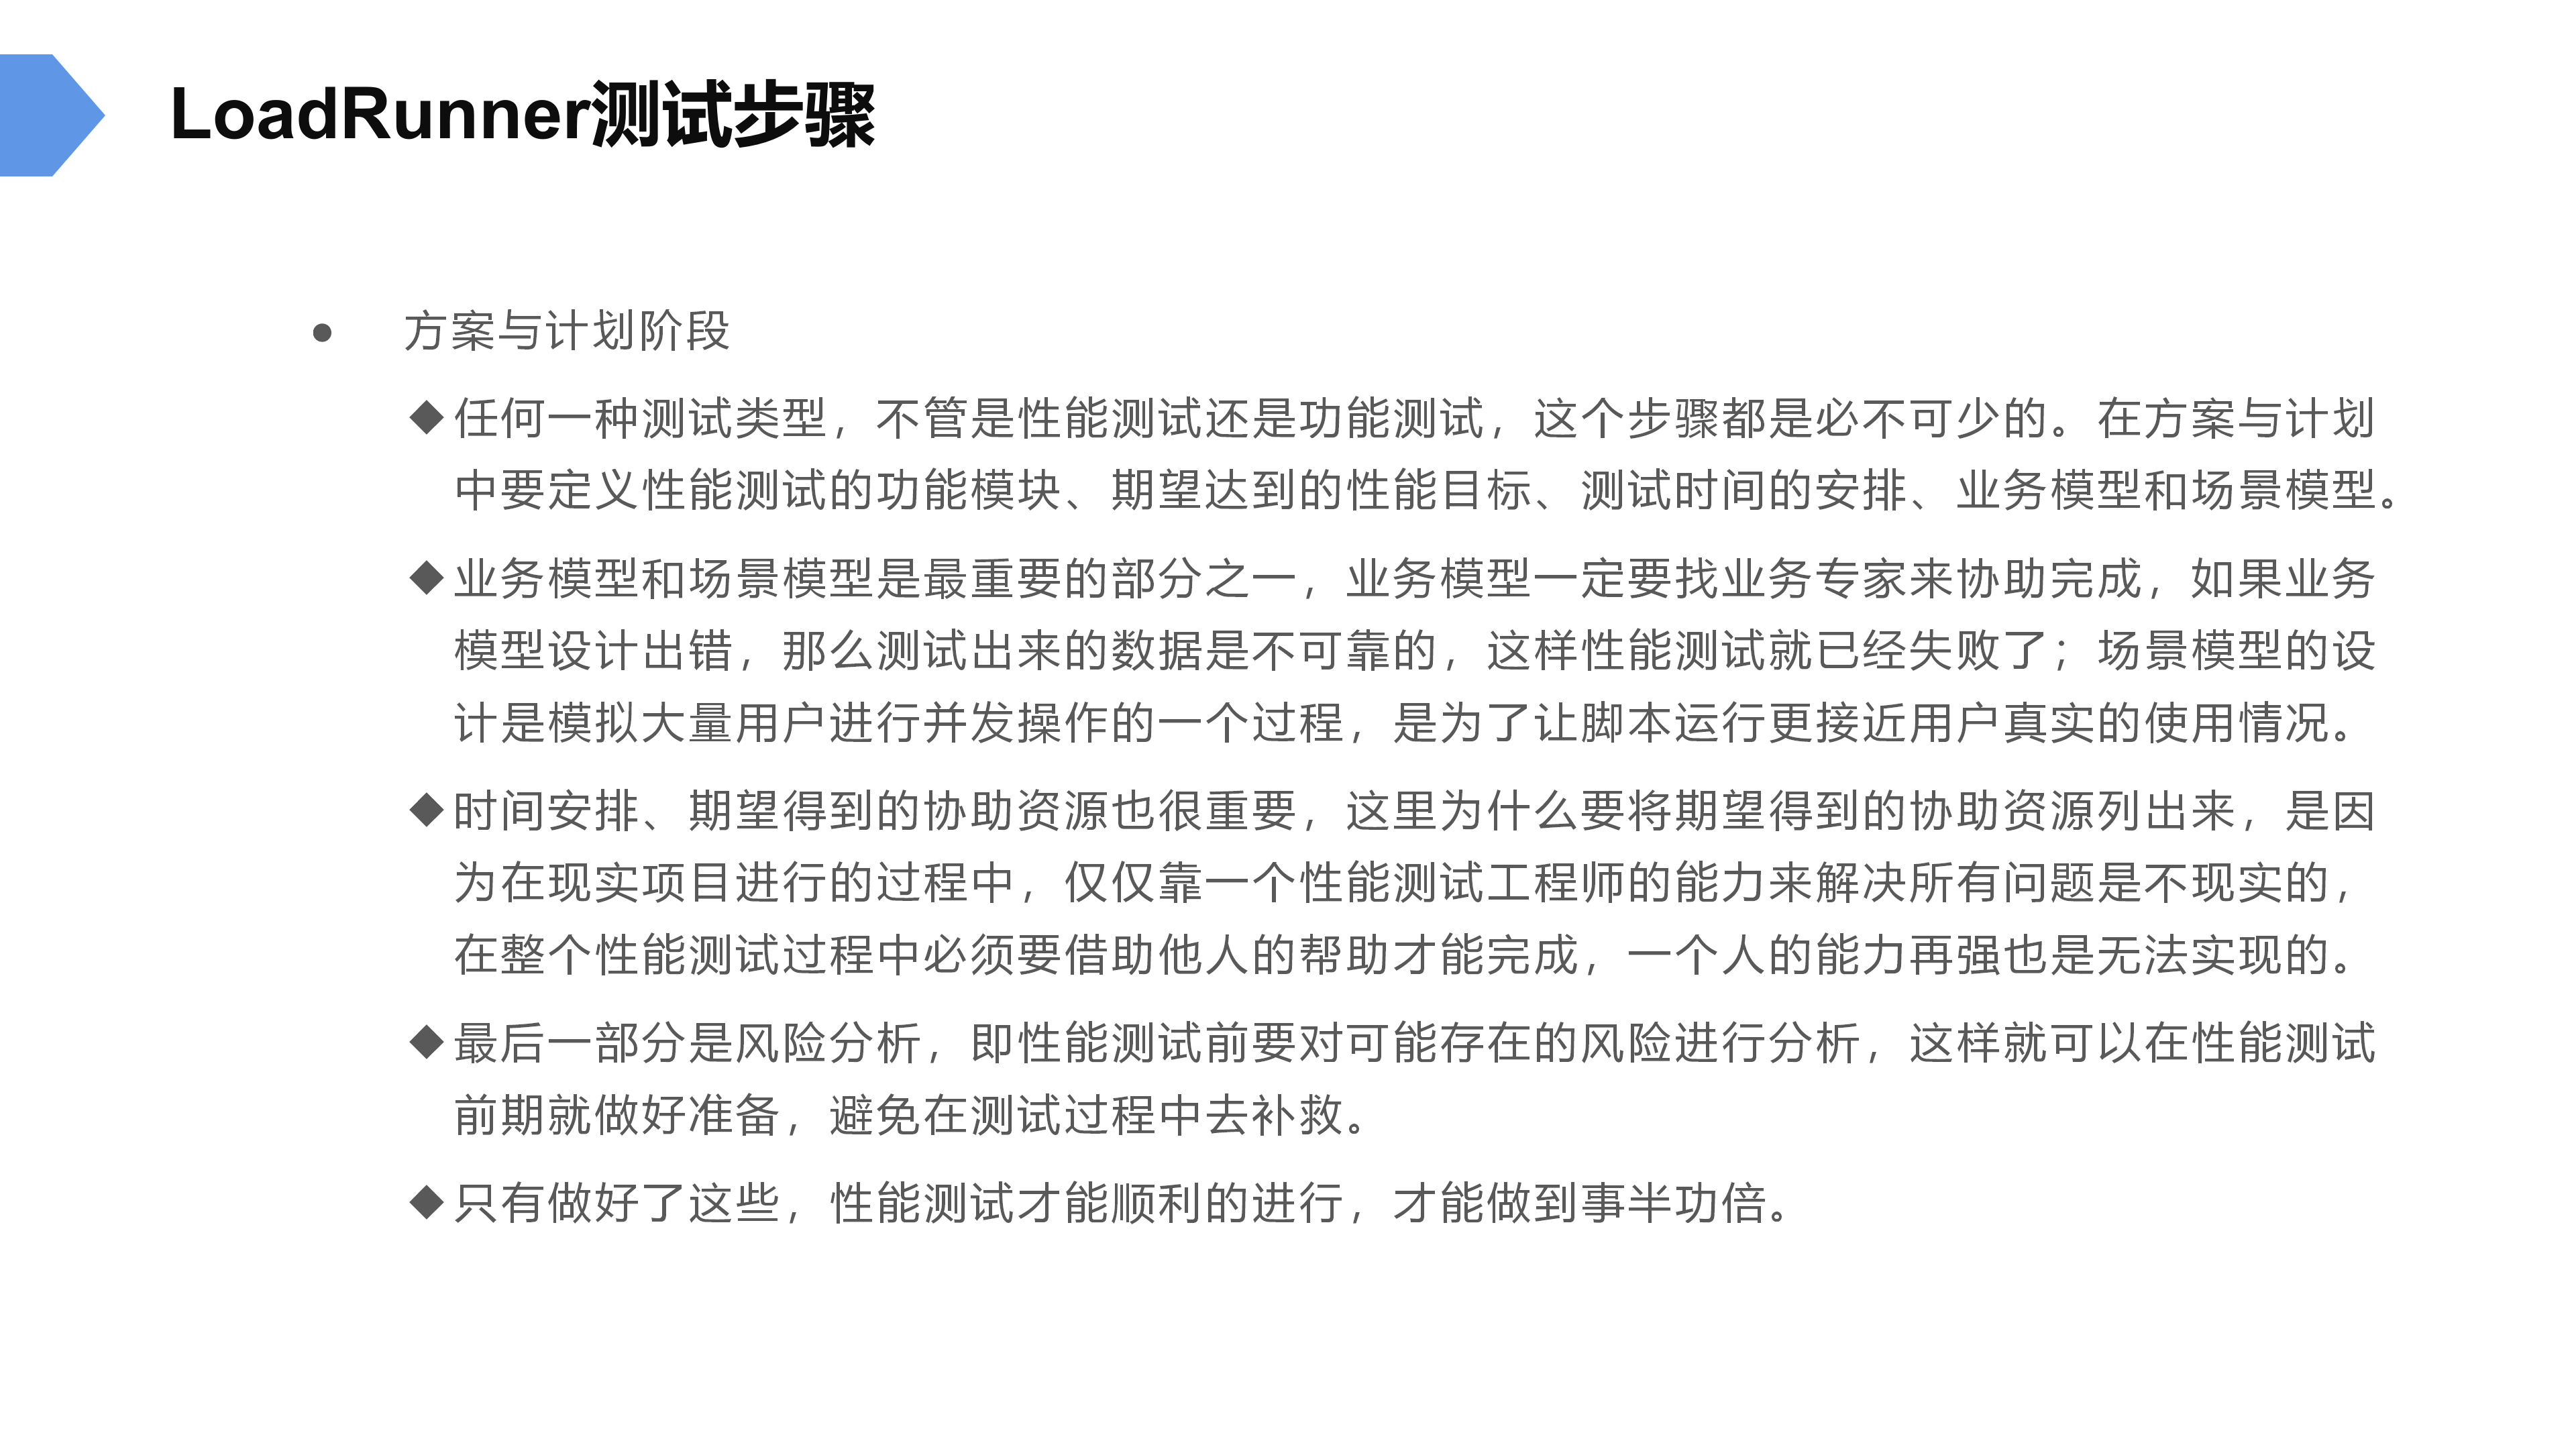 LoadRunner测试步骤
● 方案与计划阶段
◆任何一种测试类型，不管是性能测试还是功能测试，这个步骤都是必不可少的。在方案与计划
中要定义性能测试的功能模块、期望达到的性能目标、测试时间的安排、业务模型和场景模型。
◆业务模型和场景模型是最重要的部分之一，业务模型一定要找业务专家来协助完成，如果业务
模型设计出错，那么测试出来的数据是不可靠的，这样性能测试就已经失败了；场景模型的设
计是模拟大量用户进行并发操作的一个过程，是为了让脚本运行更接近用户真实的使用情况。
◆时间安排、期望得到的协助资源也很重要，这里为什么要将期望得到的协助资源列出来，是因
为在现实项目进行的过程中，仅仅靠一个性能测试工程师的能力来解决所有问题是不现实的，
在整个性能测试过程中必须要借助他人的帮助才能完成，一个人的能力再强也是无法实现的。
◆最后一部分是风险分析，即性能测试前要对可能存在的风险进行分析，这样就可以在性能测试
前期就做好准备，避免在测试过程中去补救。
◆只有做好了这些，性能测试才能顺利的进行，才能做到事半功倍。